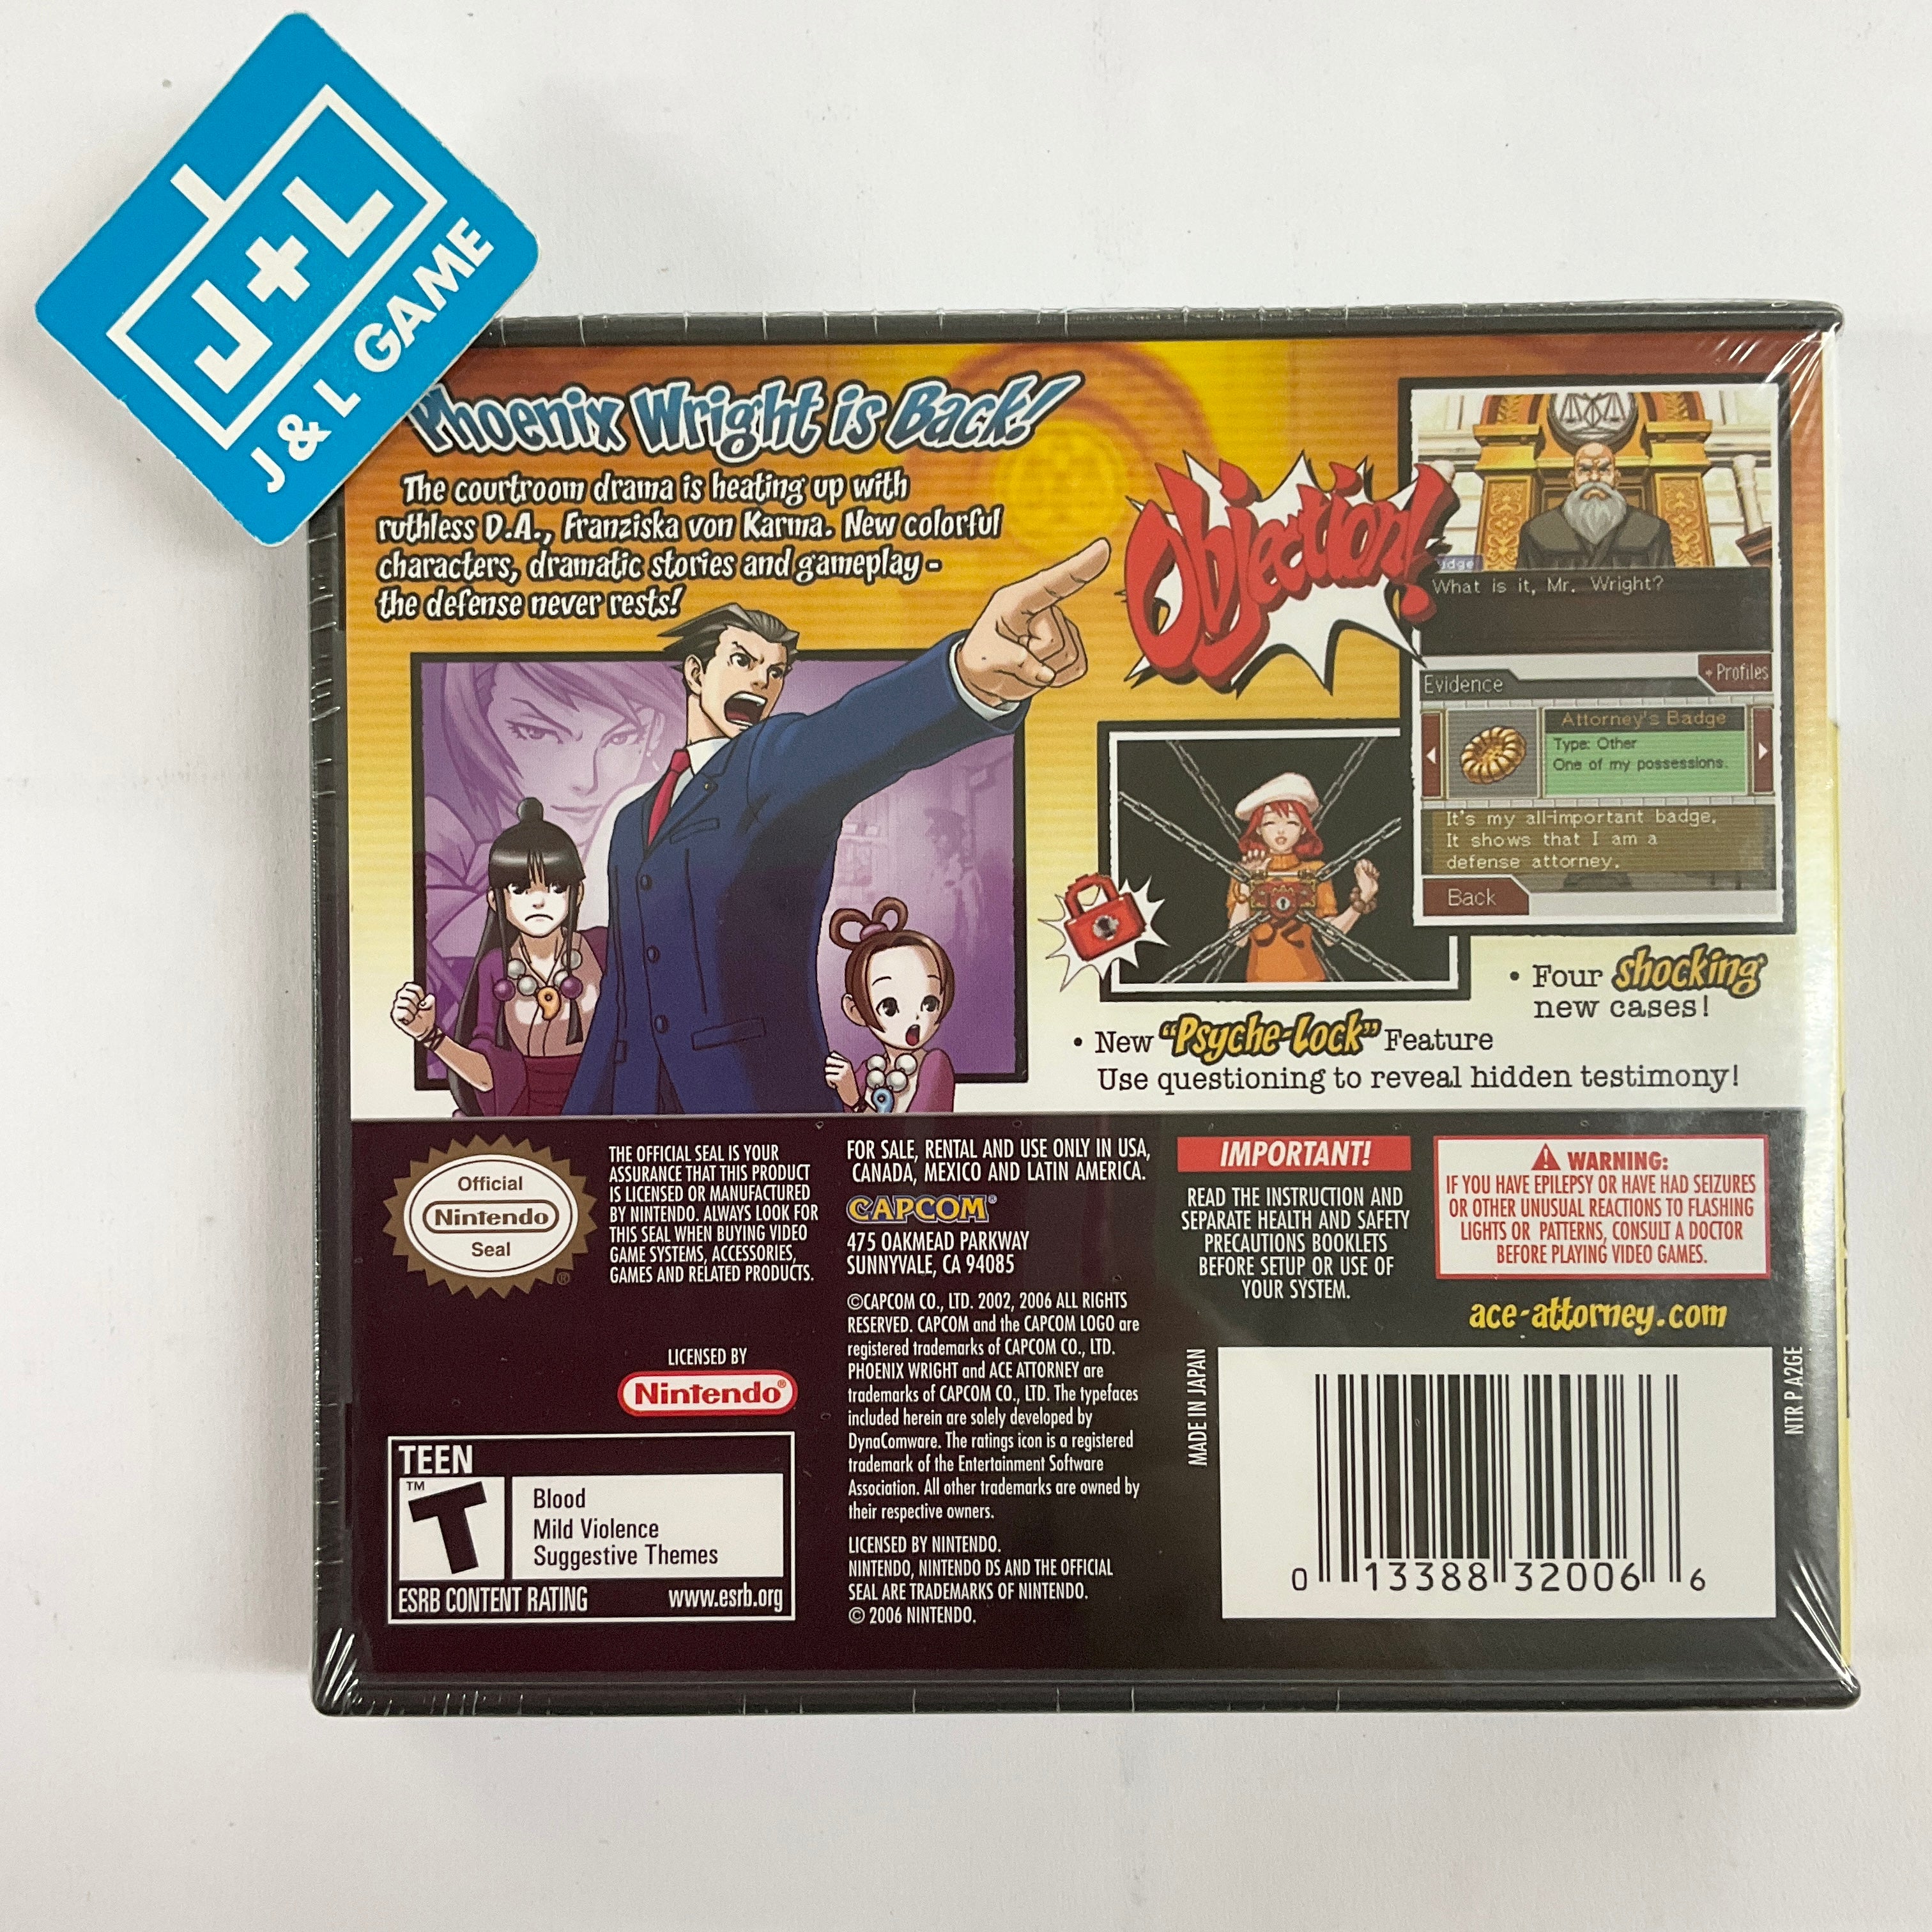 J+L
J & L GAME
Phoenix Wright is Back!
The courtroom drama is heating up with
ruthless D.A., Franziska von Karma. New colorful
characters, dramatic stories and gameplay -
the defense never rests!
Objection!
What is it, Mr. Wright?
Evidence
Profiles
Attorney's Badge
Type: Other
One of my possessions.
It's my all-important badge.
It shows that I am a
defense attorney.
Back
• Four shocking
new cases!
• New "Psyche-Lock" Feature
Use questioning to reveal hidden testimony!
Official
Nintendo
Seal
®
THE OFFICIAL SEAL IS YOUR
ASSURANCE THAT THIS PRODUCT
IS LICENSED OR MANUFACTURED
BY NINTENDO. ALWAYS LOOK FOR
THIS SEAL WHEN BUYING VIDEO
GAME SYSTEMS, ACCESSORIES,
GAMES AND RELATED PRODUCTS.
LICENSED BY
Nintendo®
TEEN
T™
Blood
Mild Violence
Suggestive Themes
ESRB CONTENT RATING www.esrb.org
FOR SALE, RENTAL AND USE ONLY IN USA,
CANADA, MEXICO AND LATIN AMERICA.
CAPCOM®
475 OAKMEAD PARKWAY
SUNNYVALE, CA 94085
©CAPCOM CO., LTD. 2002, 2006 ALL RIGHTS
RESERVED. CAPCOM and the CAPCOM LOGO are
registered trademarks of CAPCOM CO., LTD.
PHOENIX WRIGHT and ACE ATTORNEY are
trademarks of CAPCOM CO., LTD. The typefaces
included herein are solely developed by
DynaComware. The ratings icon is a registered
trademark of the Entertainment Software
Association. All other trademarks are owned by
their respective owners.
LICENSED BY NINTENDO.
NINTENDO, NINTENDO DS AND THE OFFICIAL
SEAL ARE TRADEMARKS OF NINTENDO.
© 2006 NINTENDO.
IMPORTANT!
READ THE INSTRUCTION AND
SEPARATE HEALTH AND SAFETY
PRECAUTIONS BOOKLETS
BEFORE SETUP OR USE OF
YOUR SYSTEM.
WARNING:
IF YOU HAVE EPILEPSY OR HAVE HAD SEIZURES
OR OTHER UNUSUAL REACTIONS TO FLASHING
LIGHTS OR PATTERNS, CONSULT A DOCTOR
BEFORE PLAYING VIDEO GAMES.
ace-attorney.com
MADE IN JAPAN
NTR P A2GE
0 13388 32006 6